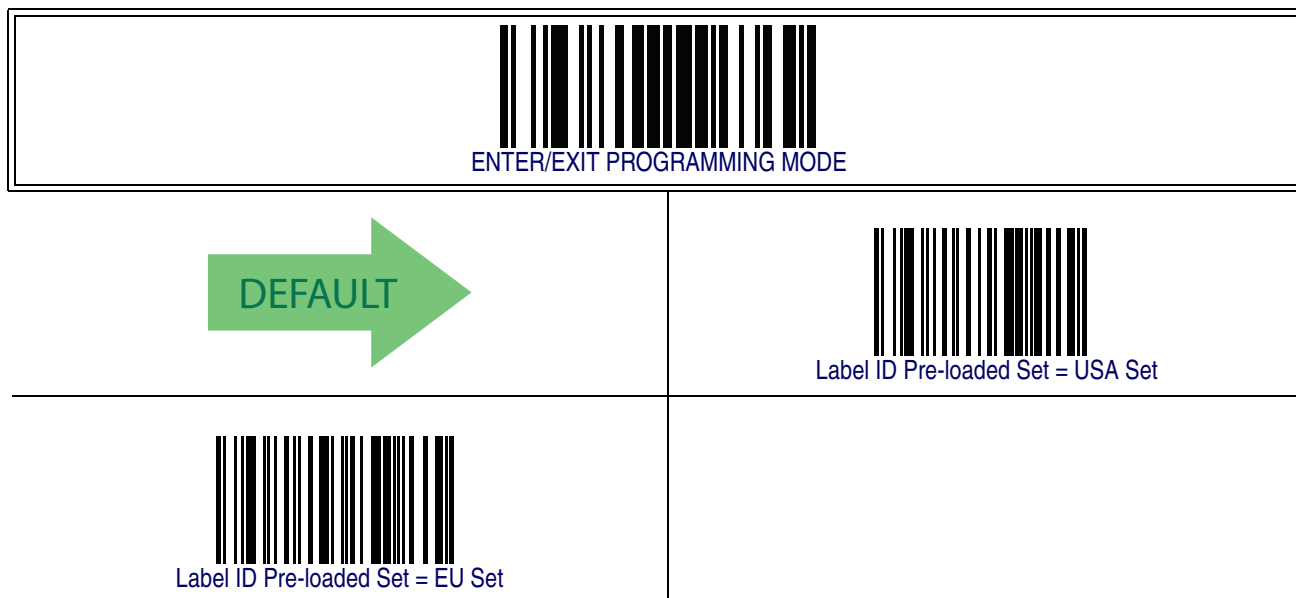 ENTER/EXIT PROGRAMMING MODE
DEFAULT
Label ID Pre-loaded Set = USA Set
Label ID Pre-loaded Set = EU Set